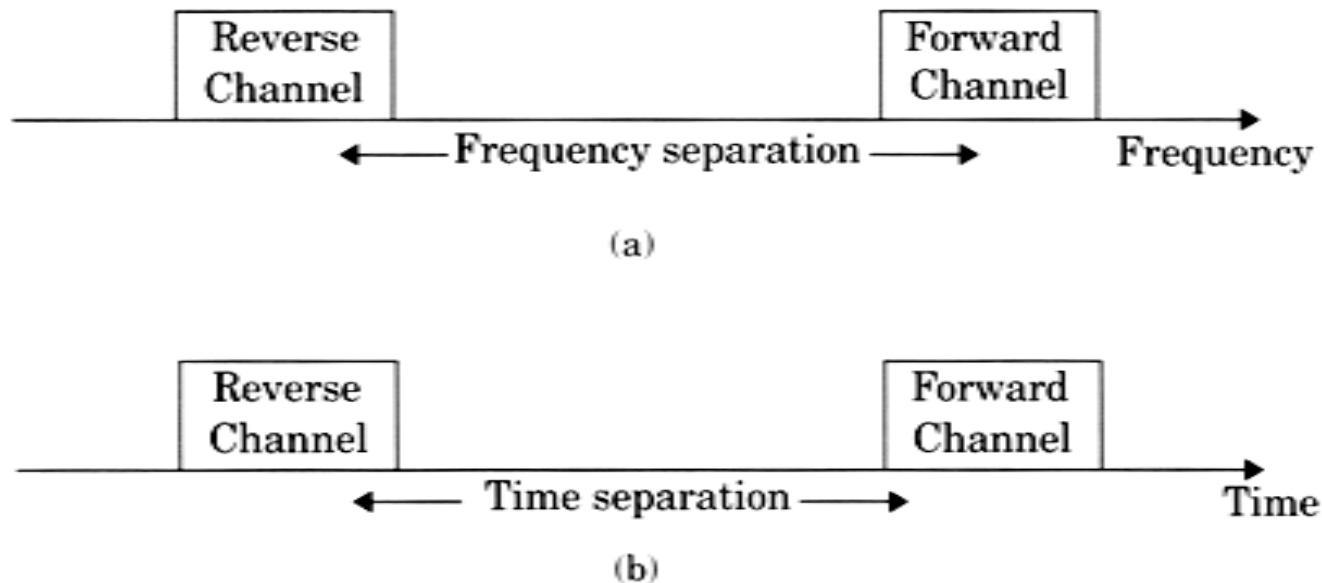 Reverse
Channel
Forward
Channel
Frequency separation
Frequency
(a)
Reverse
Channel
Forward
Channel
Time separation
Time
(b)